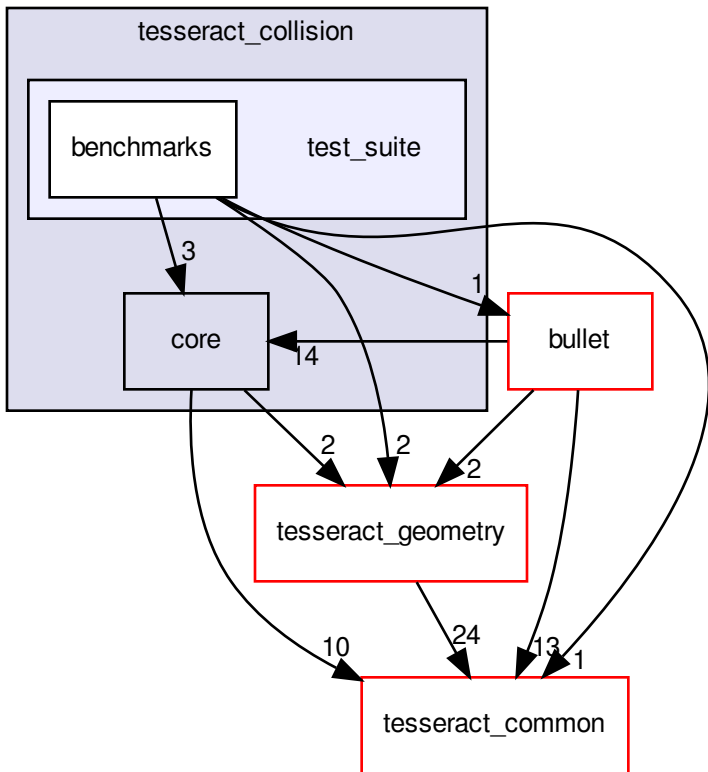 tesseract_collision
benchmarks
test_suite
3
1
core
14
bullet
2
2
2
tesseract_geometry
10
24
13
1
tesseract_common